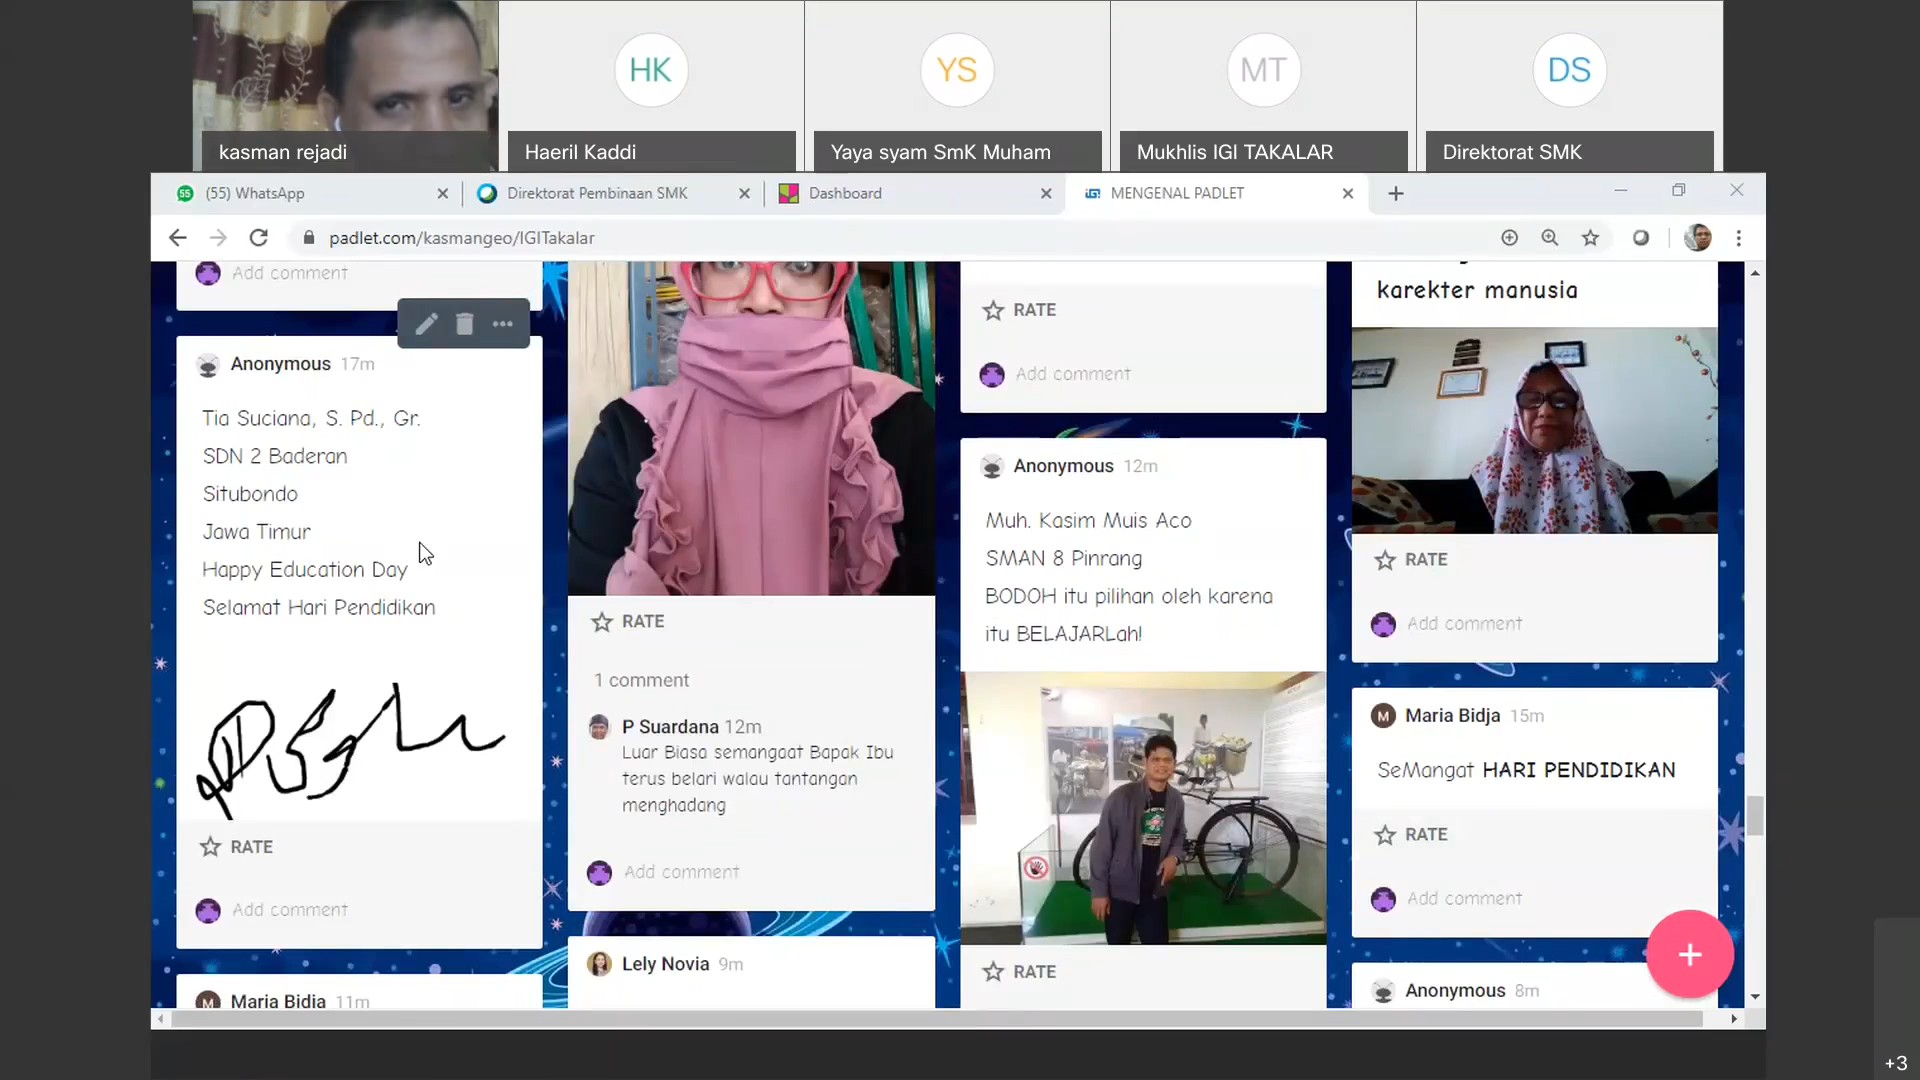 HK
YS
MT
DS
kasman rejadi
Haeril Kaddi
Yaya syam SmK Muham
Mukhlis IGI TAKALAR
Direktorat SMK
(55) WhatsApp
Direktorat Pembinaan SMK
Dashboard
MENGENAL PADLET
padlet.com/kasmangeo/IGITakalar
Add comment
Anonymous 17m
Tia Suciana, S. Pd., Gr.
SDN 2 Baderan
Situbondo
Jawa Timur
Happy Education Day
Selamat Hari Pendidikan
RATE
Add comment
Maria Bidja 11m
RATE
1 comment
P Suardana 12m
Luar Biasa semangaat Bapak Ibu
terus belari walau tantangan
menghadang
Add comment
Lely Novia 9m
RATE
Add comment
Anonymous 12m
Muh. Kasim Muis Aco
SMAN 8 Pinrang
BODOH itu pilihan oleh karena
itu BELAJARLah!
RATE
karekter manusia
RATE
Add comment
M Maria Bidja 15m
SeMangat HARI PENDIDIKAN
RATE
Add comment
Anonymous 8m
+3